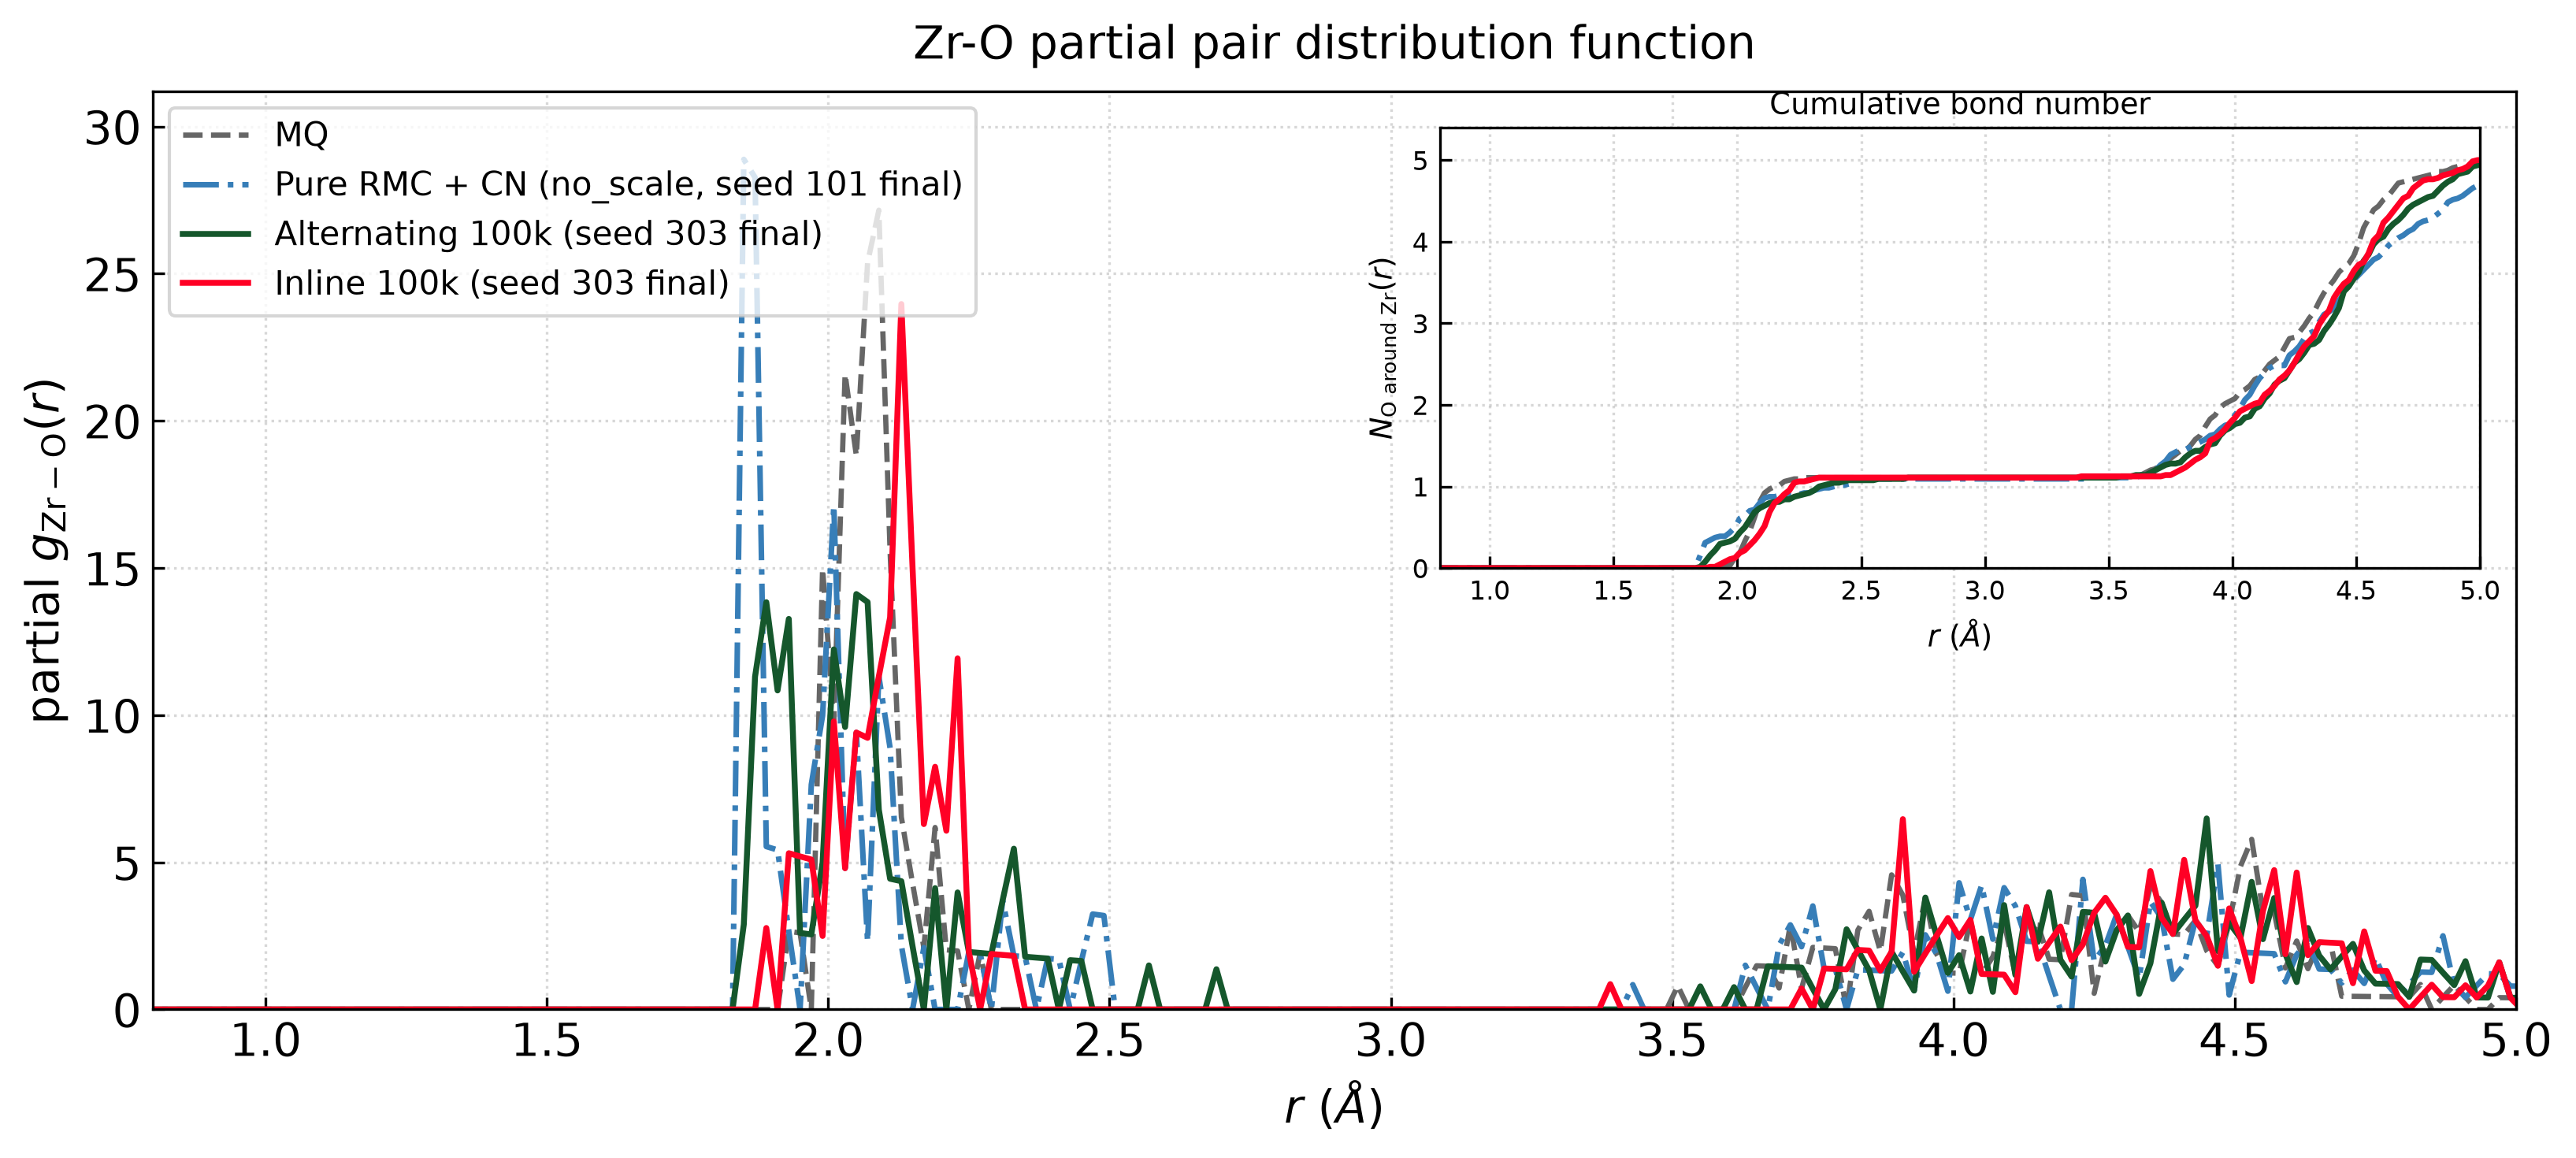 Zr-O partial pair distribution function
partial gZr−O(r)
30
25
20
15
10
5
0
MQ
Pure RMC + CN (no_scale, seed 101 final)
Alternating 100k (seed 303 final)
Inline 100k (seed 303 final)
Cumulative bond number
NO around Zr(r)
5
4
3
2
1
0
1.0 1.5 2.0 2.5 3.0 3.5 4.0 4.5 5.0
r (Å)
1.0 1.5 2.0 2.5 3.0 3.5 4.0 4.5 5.0
r (Å)